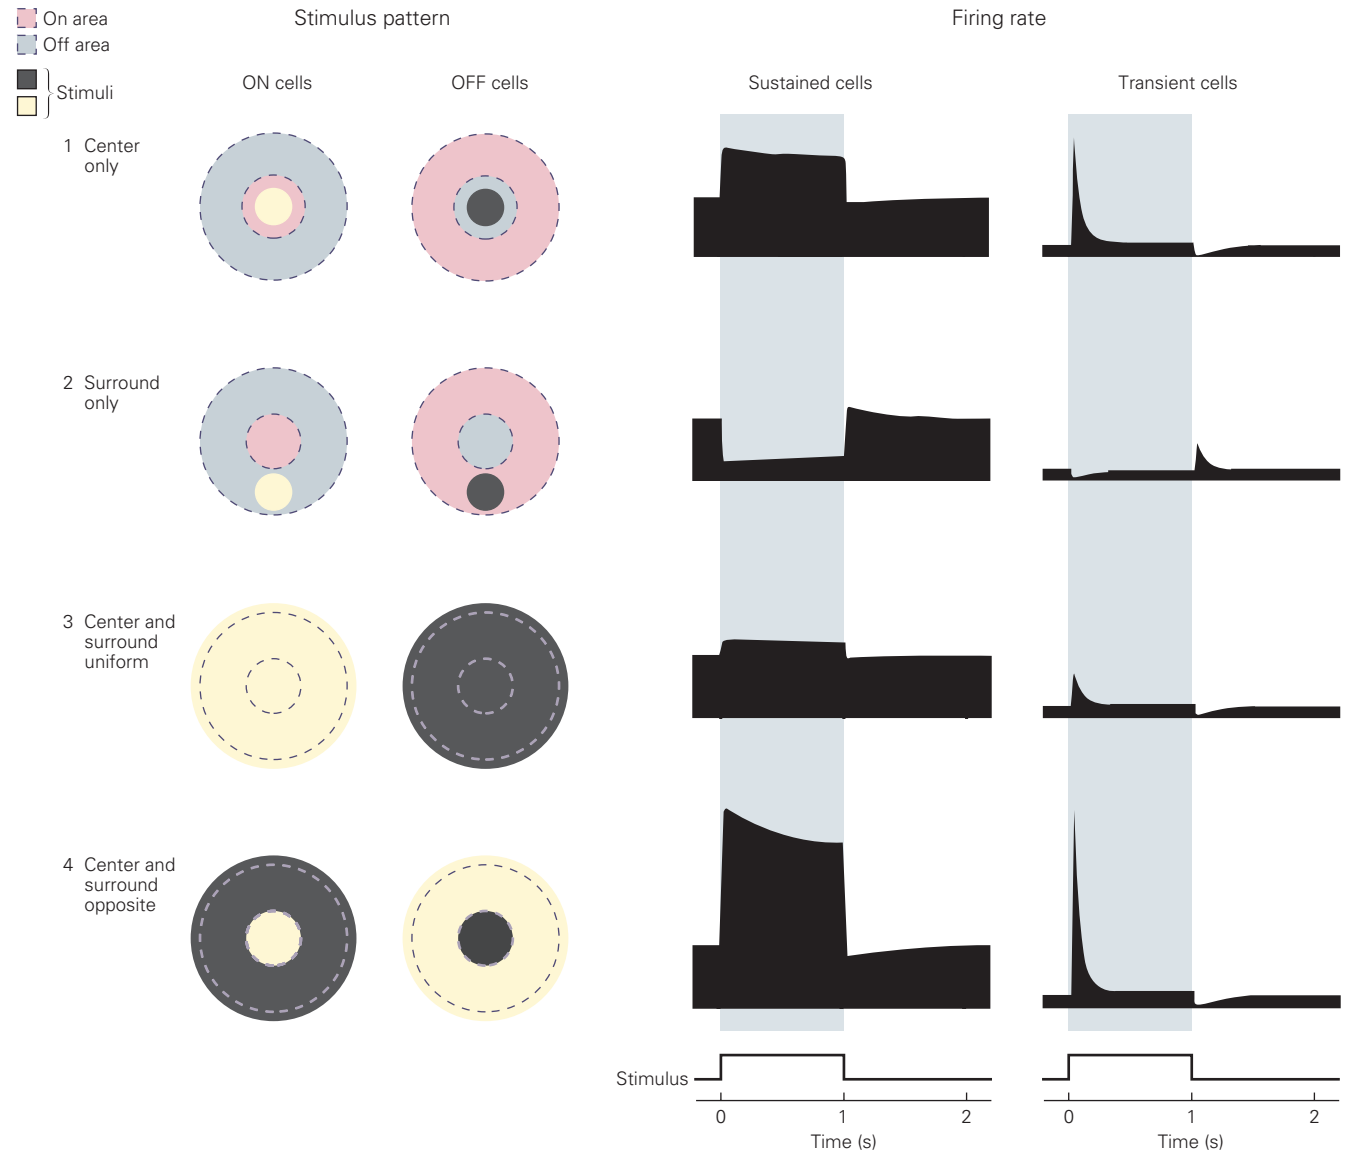 On area
Off area
Stimuli
Stimulus pattern
Firing rate
ON cells
OFF cells
Sustained cells
Transient cells
1 Center
only
2 Surround
only
3 Center and
surround
uniform
4 Center and
surround
opposite
Stimulus
0 1 2
Time (s)
0 1 2
Time (s)